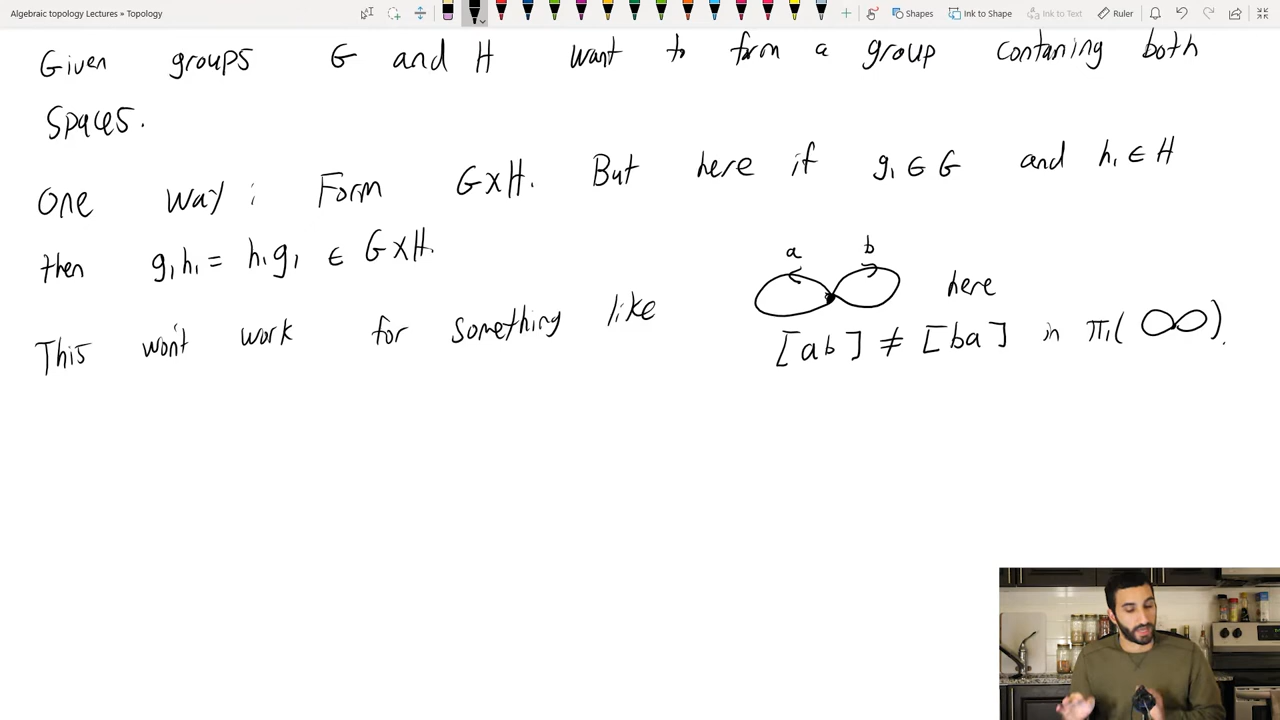 Algebraic topology Lectures » Topology
Shapes Ink to Shape Ink to Text Ruler
Given groups G and H want to form a group contaning both
Spaces.
One way: Form G×H. But here if g₁ ∈ G and h₁ ∈ H
then g₁h₁ = h₁g₁ ∈ G×H.
a b
This won't work for something like here
[ab] ≠ [ba] in π₁( ∞ ).